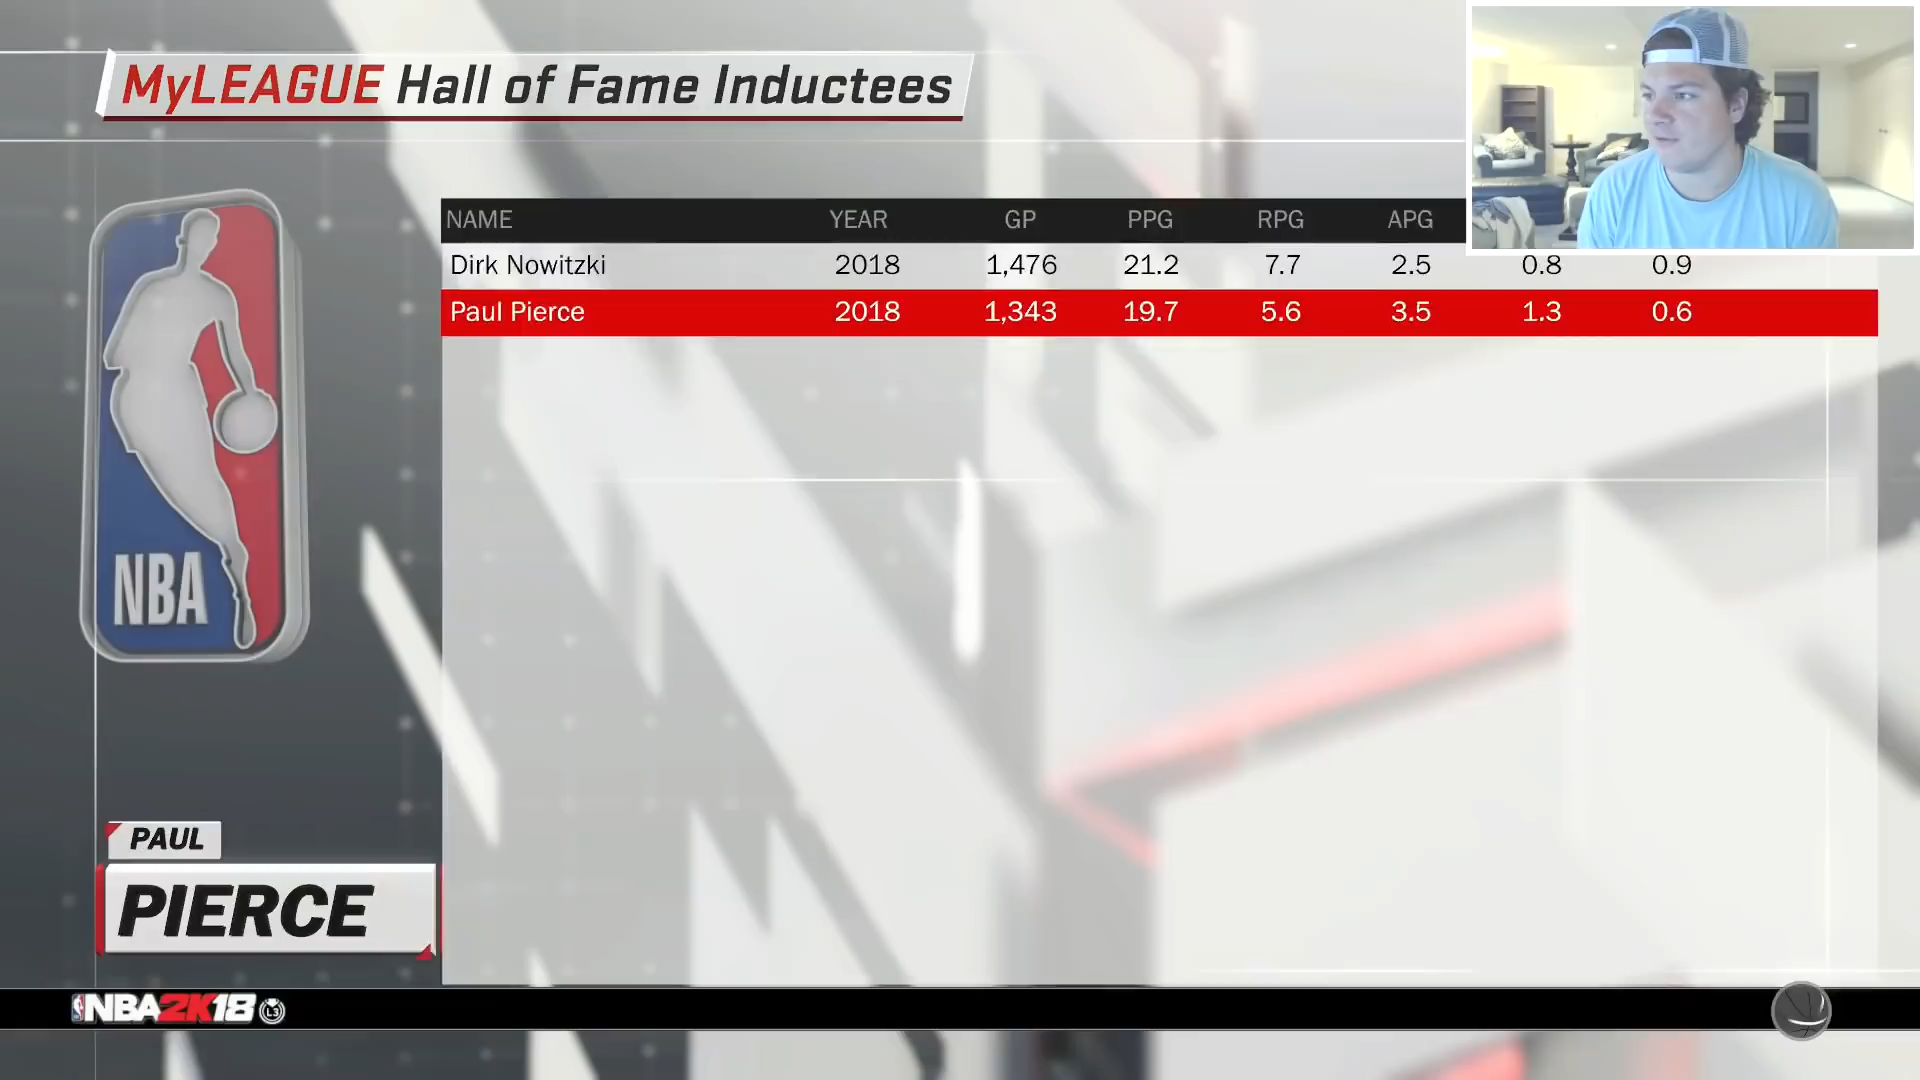 MyLEAGUE Hall of Fame Inductees
NAME YEAR GP PPG RPG APG
Dirk Nowitzki 2018 1,476 21.2 7.7 2.5 0.8 0.9
Paul Pierce 2018 1,343 19.7 5.6 3.5 1.3 0.6
NBA
PAUL
PIERCE
NBA2K18 L3